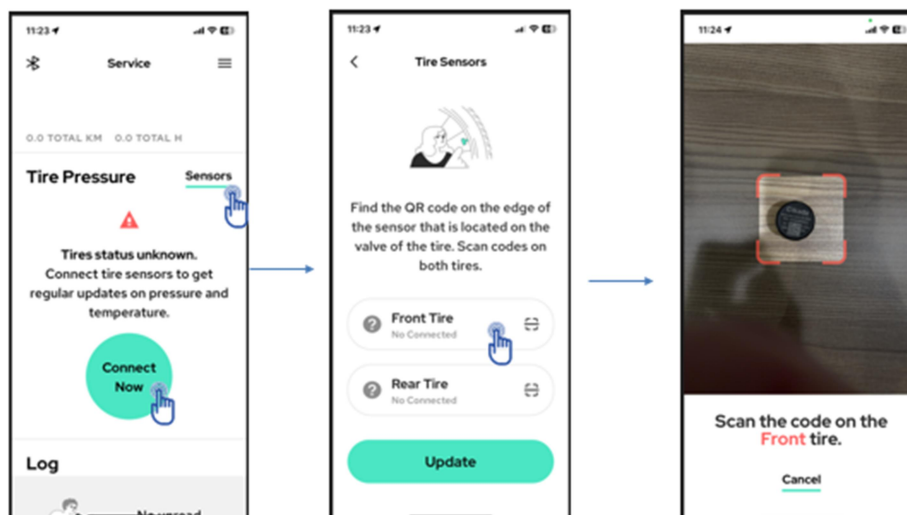 11:23
Service
0.0 TOTAL KM 0.0 TOTAL H
Tire Pressure Sensors
Tires status unknown.
Connect tire sensors to get
regular updates on pressure and
temperature.
Connect
Now
Log
No unread
11:23
Tire Sensors
Find the QR code on the edge of
the sensor that is located on the
valve of the tire. Scan codes on
both tires.
Front Tire
No Connected
Rear Tire
No Connected
Update
11:24
Scan the code on the
Front tire.
Cancel